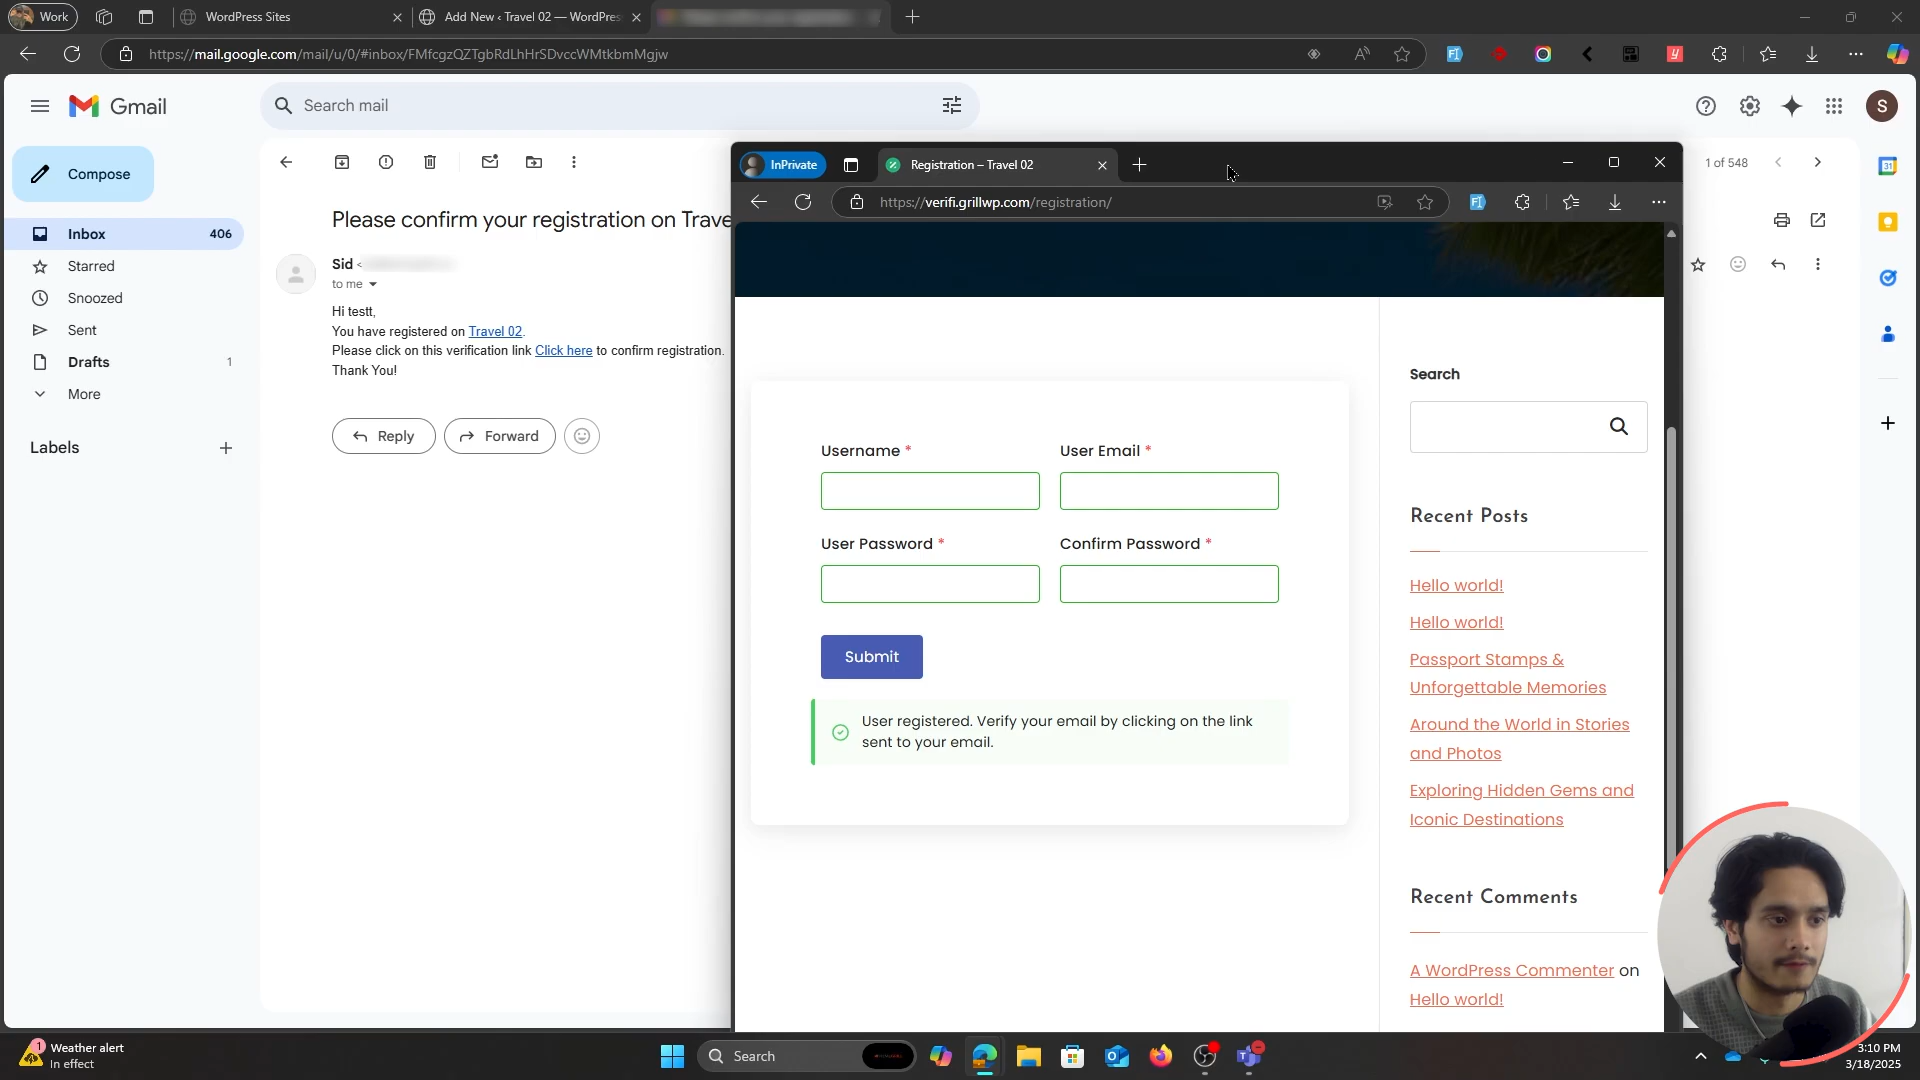 Work
WordPress Sites
Add New ‹ Travel 02 — WordPres
https://mail.google.com/mail/u/0/#inbox/FMfcgzQZTgbRdLhHrSDvccWMtkbmMgjw
Gmail
Search mail
S
Compose
Inbox 406
Starred
Snoozed
Sent
Drafts 1
More
Labels
1 of 548
31
Please confirm your registration on Trave
Sid <
to me
Hi testt,
You have registered on Travel 02.
Please click on this verification link Click here to confirm registration.
Thank You!
Reply
Forward
InPrivate
Registration – Travel 02
https://verifi.grillwp.com/registration/
Username *
User Email *
User Password *
Confirm Password *
Submit
User registered. Verify your email by clicking on the link
sent to your email.
Search
Recent Posts
Hello world!
Hello world!
Passport Stamps &
Unforgettable Memories
Around the World in Stories
and Photos
Exploring Hidden Gems and
Iconic Destinations
Recent Comments
A WordPress Commenter on
Hello world!
1
Weather alert
In effect
Search
3:10 PM
3/18/2025